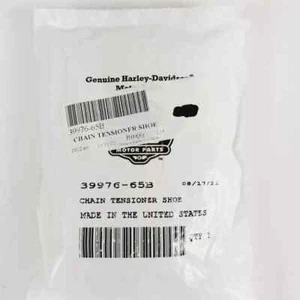 Genuine Harley-Davidson
39976-65B
CHAIN TENSIONER SHOE
MOTOR PARTS
39976-65B
CHAIN TENSIONER SHOE
MADE IN THE UNITED STATES
QTY